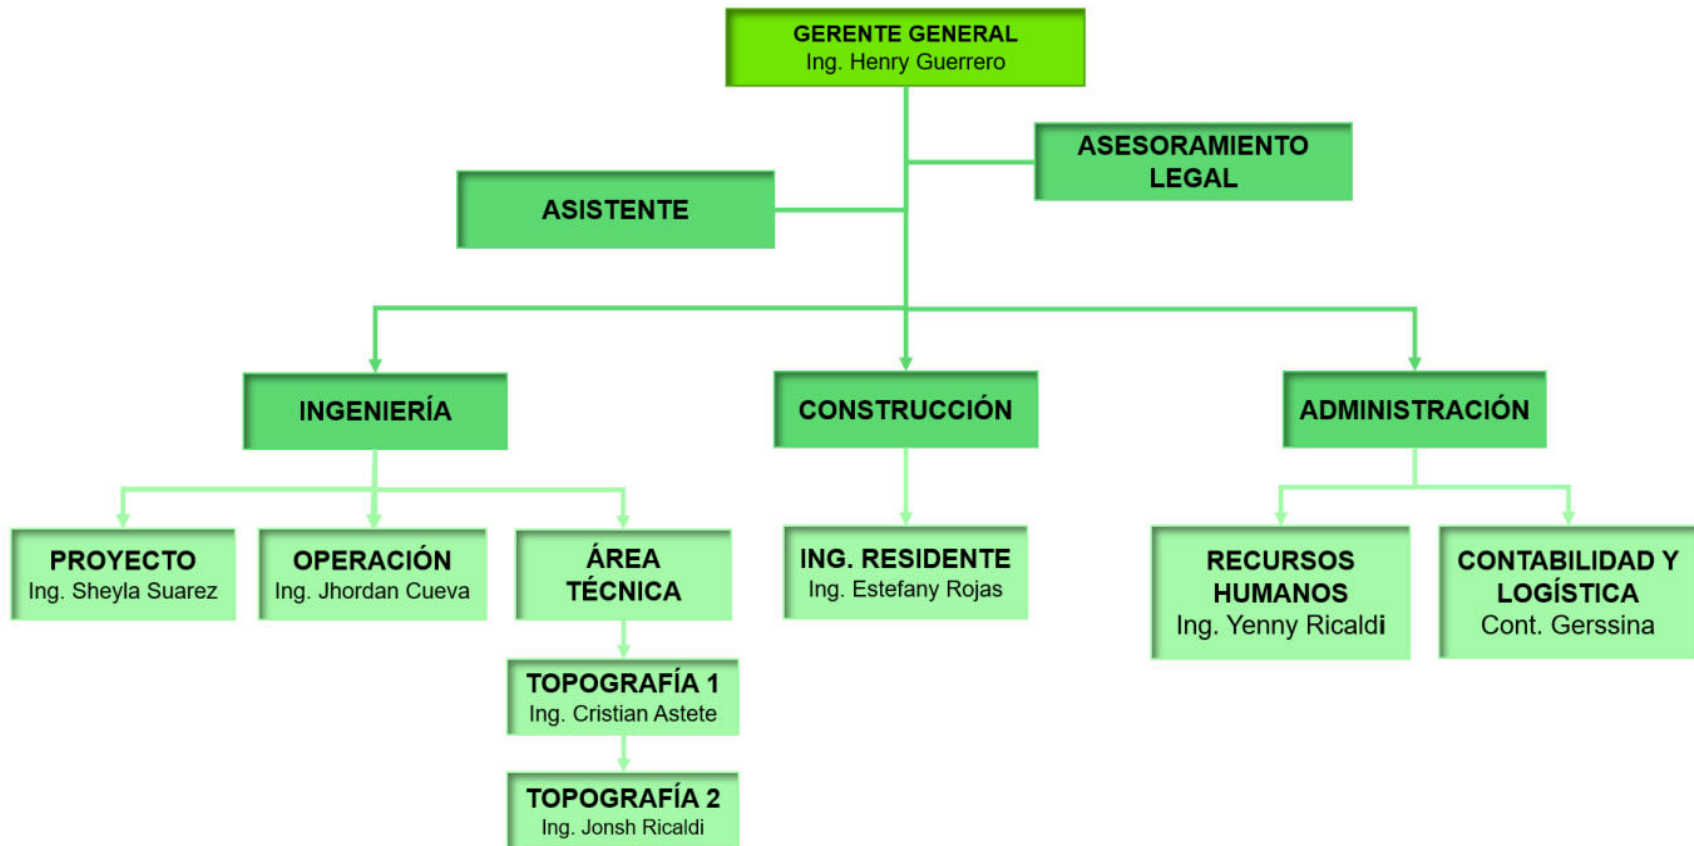 GERENTE GENERAL
Ing. Henry Guerrero
ASESORAMIENTO
LEGAL
ASISTENTE
INGENIERÍA
CONSTRUCCIÓN
ADMINISTRACIÓN
PROYECTO
Ing. Sheyla Suarez
OPERACIÓN
Ing. Jhordan Cueva
ÁREA
TÉCNICA
ING. RESIDENTE
Ing. Estefany Rojas
RECURSOS
HUMANOS
Ing. Yenny Ricaldi
CONTABILIDAD Y
LOGÍSTICA
Cont. Gerssina
TOPOGRAFÍA 1
Ing. Cristian Astete
TOPOGRAFÍA 2
Ing. Jonsh Ricaldi